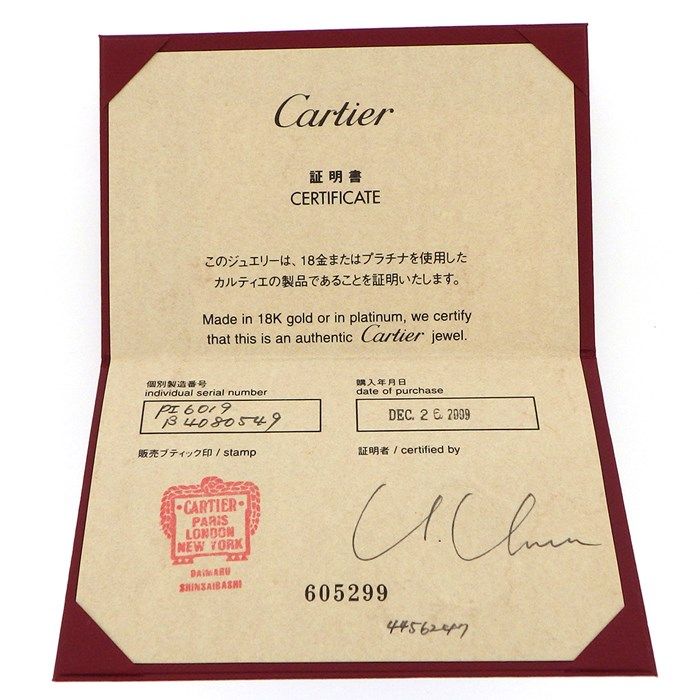 Cartier
証明書
CERTIFICATE
このジュエリーは、18金またはプラチナを使用した
カルティエの製品であることを証明いたします。
Made in 18K gold or in platinum, we certify
that this is an authentic Cartier jewel.
個別製造番号
individual serial number
PI6019
B4080549
購入年月日
date of purchase
DEC. 26 2009
販売ブティック印 / stamp
証明者 / certified by
CARTIER
PARIS
LONDON
NEW YORK
DAIMARU
SHINSAIBASHI
605299
4456247